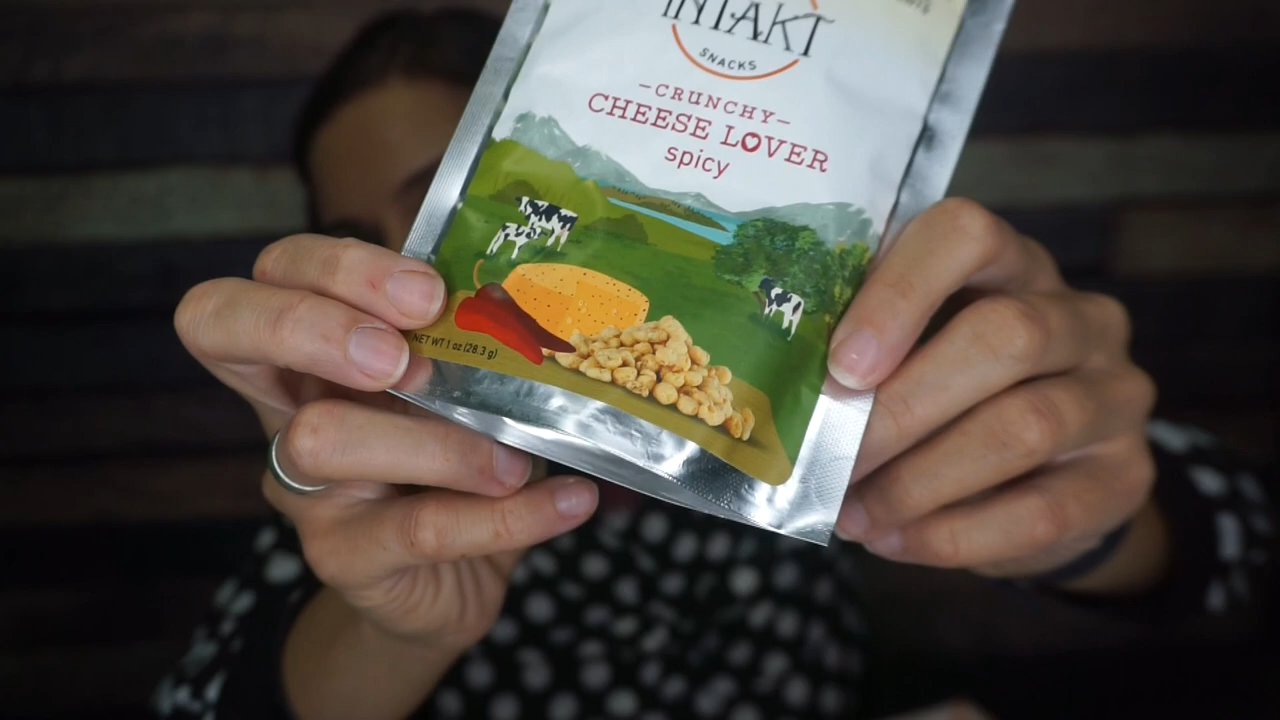 INTAKT
SNACKS
–CRUNCHY–
CHEESE LOVER
spicy
NET WT 1 oz (28.3 g)